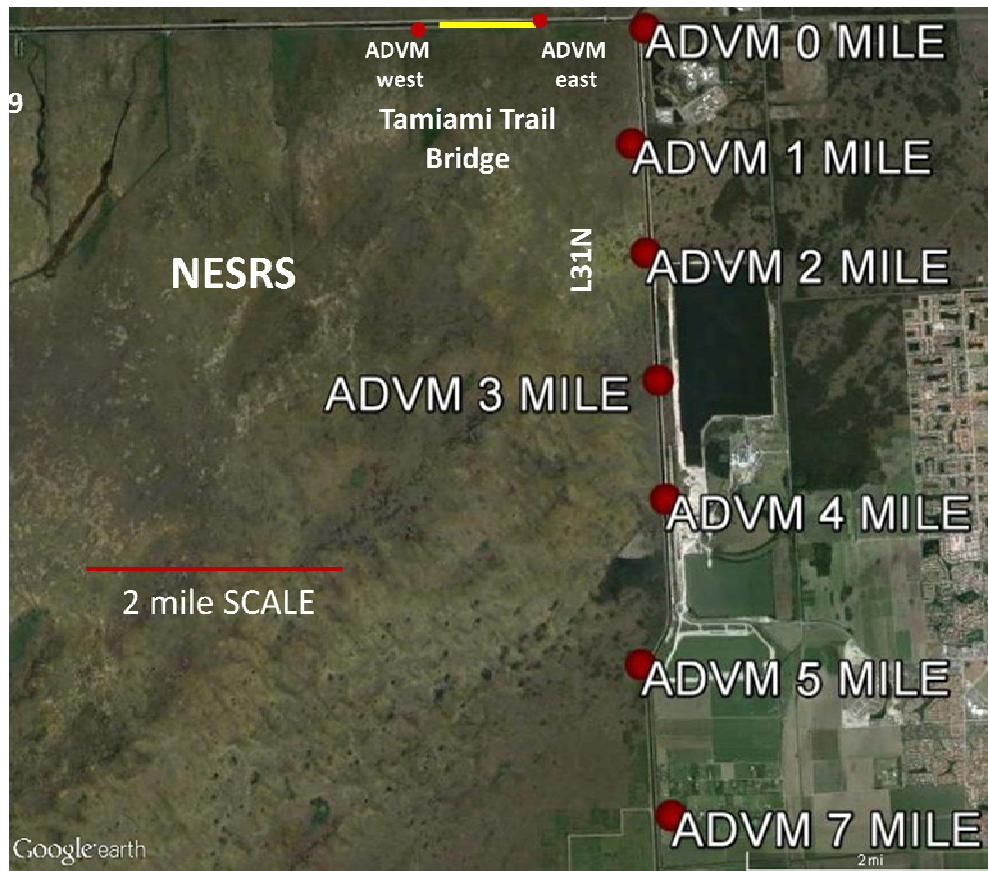 ADVM 0 MILE
ADVM
west
ADVM
east
9
Tamiami Trail
Bridge
ADVM 1 MILE
L31N
NESRS
ADVM 2 MILE
ADVM 3 MILE
ADVM 4 MILE
2 mile SCALE
ADVM 5 MILE
ADVM 7 MILE
Google earth
2 mi